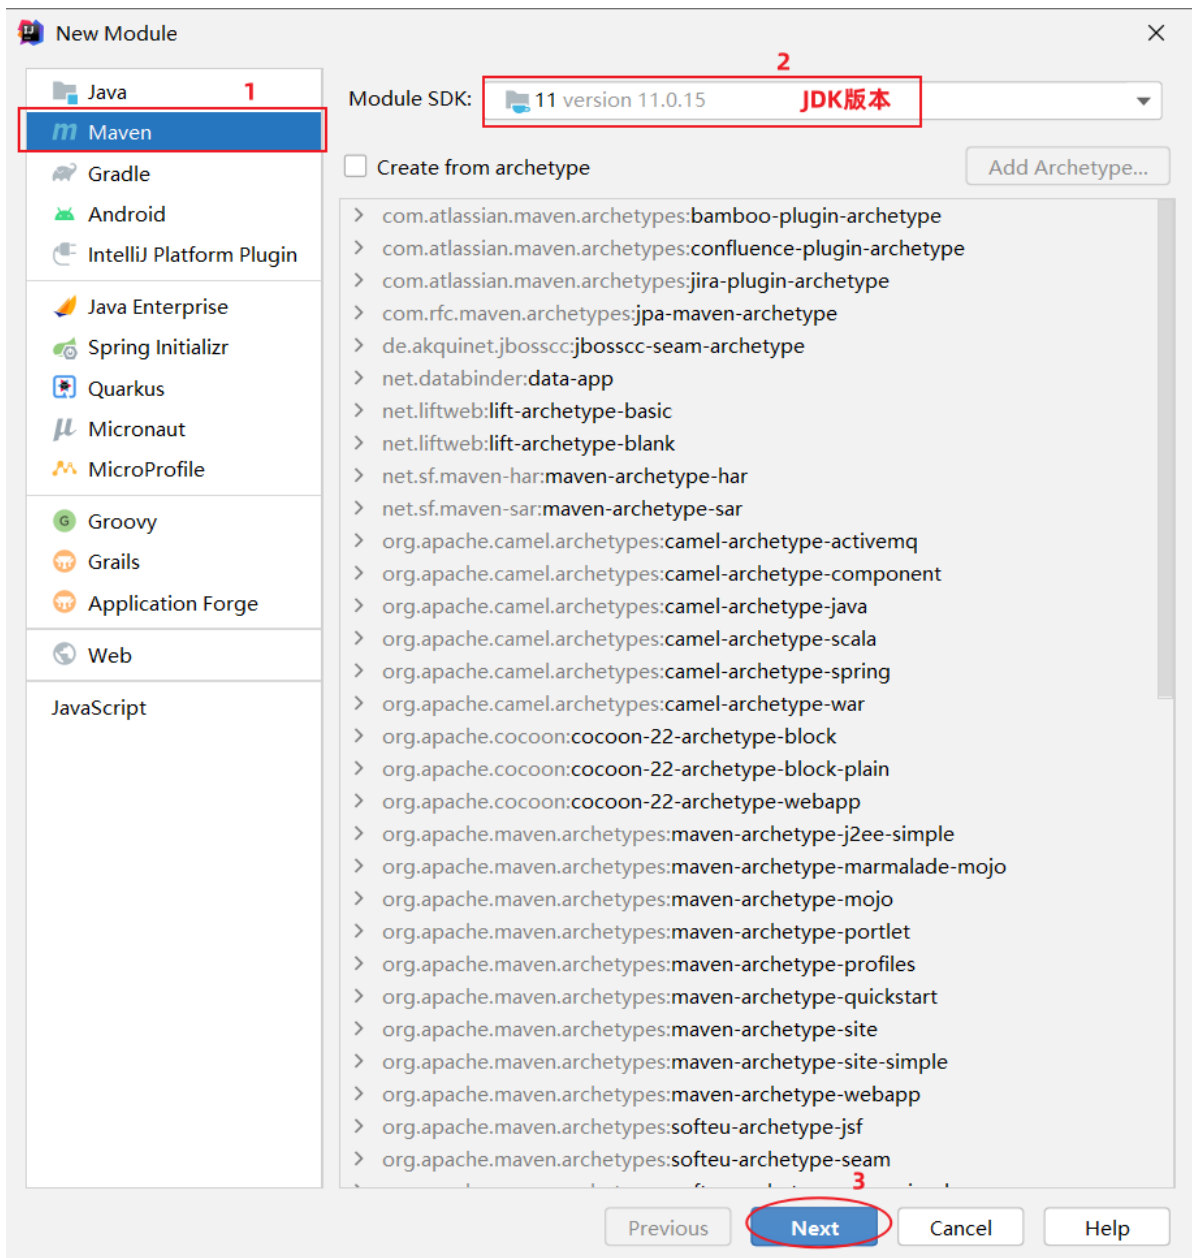 New Module
Java 1
Maven
Gradle
Android
IntelliJ Platform Plugin
Java Enterprise
Spring Initializr
Quarkus
Micronaut
MicroProfile
Groovy
Grails
Application Forge
Web
JavaScript
2
Module SDK: 11 version 11.0.15 JDK版本
Create from archetype Add Archetype...
com.atlassian.maven.archetypes:bamboo-plugin-archetype
com.atlassian.maven.archetypes:confluence-plugin-archetype
com.atlassian.maven.archetypes:jira-plugin-archetype
com.rfc.maven.archetypes:jpa-maven-archetype
de.akquinet.jbosscc:jbosscc-seam-archetype
net.databinder:data-app
net.liftweb:lift-archetype-basic
net.liftweb:lift-archetype-blank
net.sf.maven-har:maven-archetype-har
net.sf.maven-sar:maven-archetype-sar
org.apache.camel.archetypes:camel-archetype-activemq
org.apache.camel.archetypes:camel-archetype-component
org.apache.camel.archetypes:camel-archetype-java
org.apache.camel.archetypes:camel-archetype-scala
org.apache.camel.archetypes:camel-archetype-spring
org.apache.camel.archetypes:camel-archetype-war
org.apache.cocoon:cocoon-22-archetype-block
org.apache.cocoon:cocoon-22-archetype-block-plain
org.apache.cocoon:cocoon-22-archetype-webapp
org.apache.maven.archetypes:maven-archetype-j2ee-simple
org.apache.maven.archetypes:maven-archetype-marmalade-mojo
org.apache.maven.archetypes:maven-archetype-mojo
org.apache.maven.archetypes:maven-archetype-portlet
org.apache.maven.archetypes:maven-archetype-profiles
org.apache.maven.archetypes:maven-archetype-quickstart
org.apache.maven.archetypes:maven-archetype-site
org.apache.maven.archetypes:maven-archetype-site-simple
org.apache.maven.archetypes:maven-archetype-webapp
org.apache.maven.archetypes:softeu-archetype-jsf
org.apache.maven.archetypes:softeu-archetype-seam
3
Previous Next Cancel Help